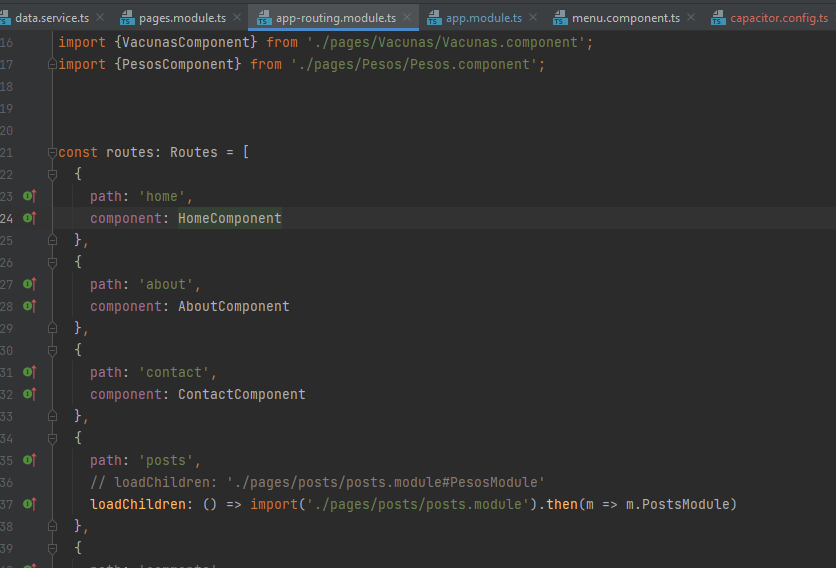 data.service.ts pages.module.ts app-routing.module.ts app.module.ts menu.component.ts capacitor.config.ts
16 import {VacunasComponent} from './pages/Vacunas/Vacunas.component';
17 import {PesosComponent} from './pages/Pesos/Pesos.component';
18
19
20
21 const routes: Routes = [
22 {
23 path: 'home',
24 component: HomeComponent
25 },
26 {
27 path: 'about',
28 component: AboutComponent
29 },
30 {
31 path: 'contact',
32 component: ContactComponent
33 },
34 {
35 path: 'posts',
36 // loadChildren: './pages/posts/posts.module#PesosModule'
37 loadChildren: () => import('./pages/posts/posts.module').then(m => m.PostsModule)
38 },
39 {